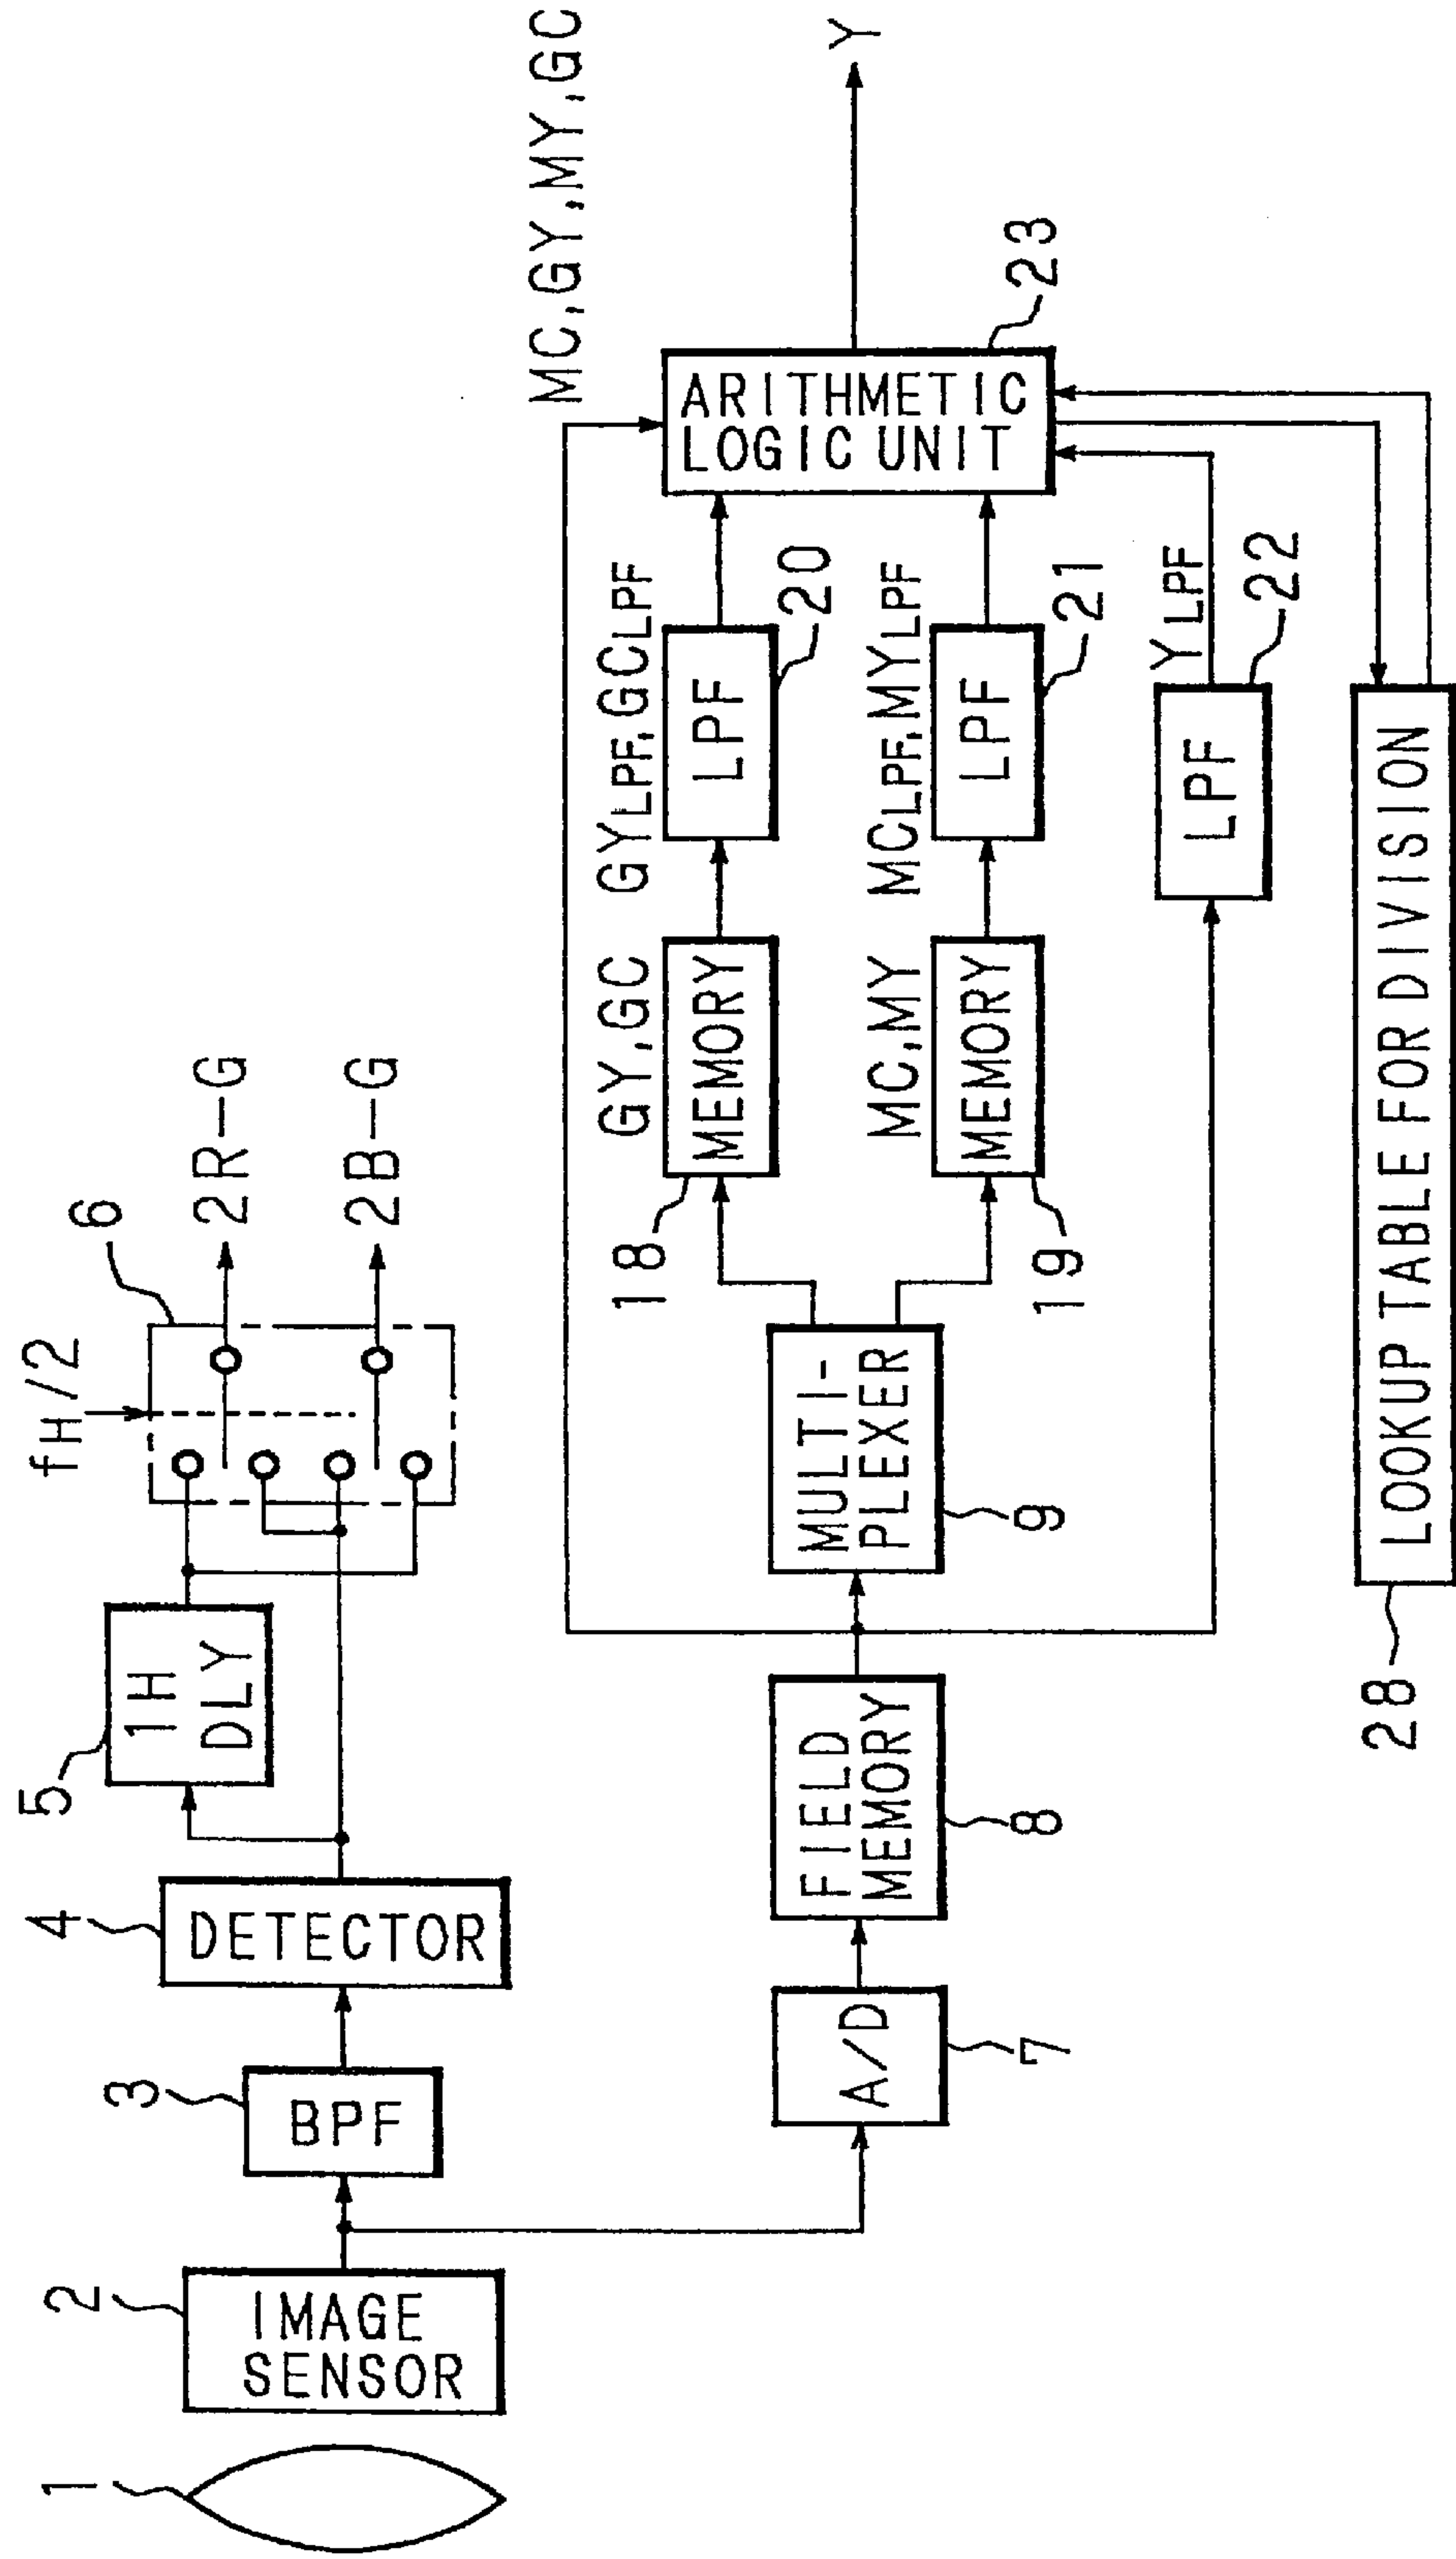 1
2
IMAGE
SENSOR
3
BPF
4
DETECTOR
5
1H
DLY
fH/2
6
2R-G
2B-G
A/D
7
FIELD
MEMORY
8
MULTI-
PLEXER
9
MC,GY,MY,GC
GY,GC
MEMORY
18
GYLPF,GCLPF
LPF
20
MC,MY
MEMORY
19
MCLPF,MYLPF
LPF
21
ARITHMETIC
LOGIC UNIT
23
Y
YLPF
LPF
22
LOOKUP TABLE FOR DIVISION
28